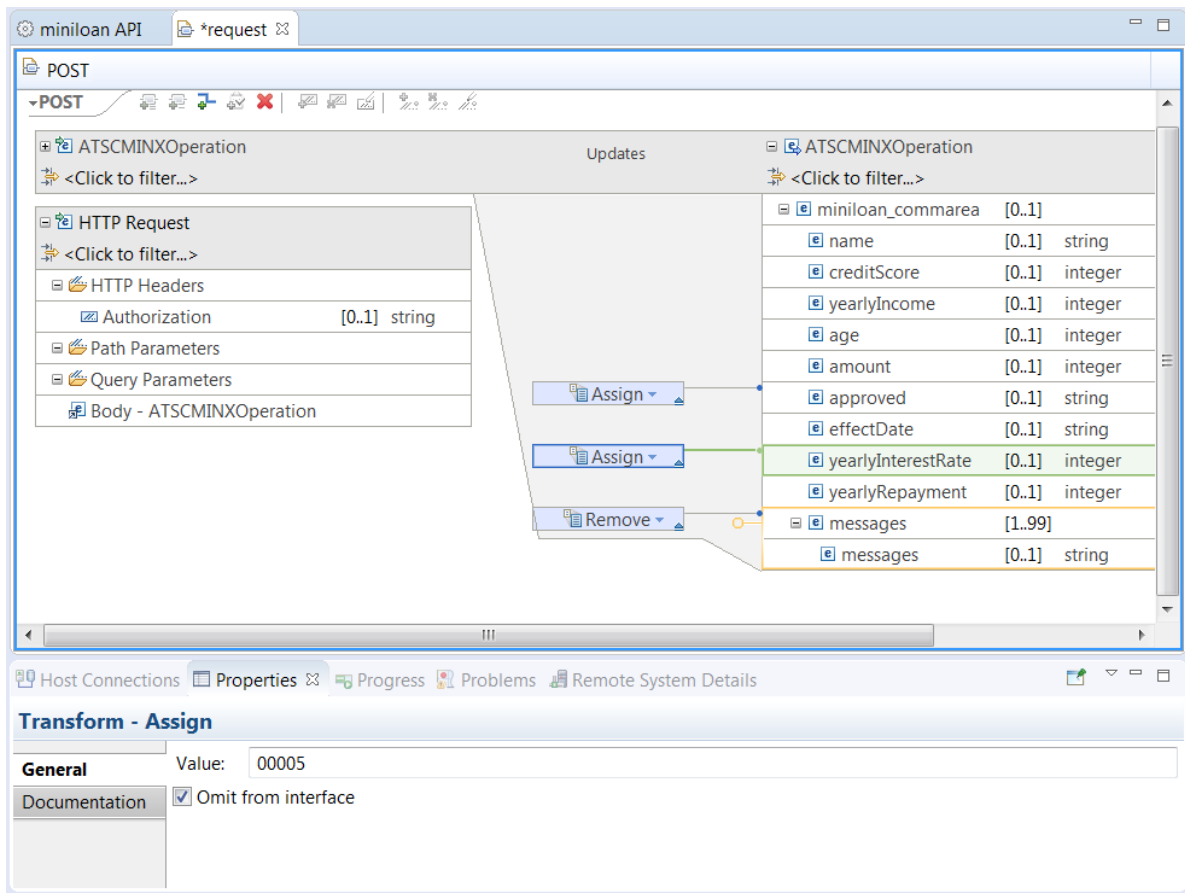 miniloan API *request
POST
POST
ATSCMINXOperation
<Click to filter...>
HTTP Request
<Click to filter...>
HTTP Headers
Authorization [0..1] string
Path Parameters
Query Parameters
Body - ATSCMINXOperation
Updates
Assign
Assign
Remove
ATSCMINXOperation
<Click to filter...>
miniloan_commarea [0..1]
name [0..1] string
creditScore [0..1] integer
yearlyIncome [0..1] integer
age [0..1] integer
amount [0..1] integer
approved [0..1] string
effectDate [0..1] string
yearlyInterestRate [0..1] integer
yearlyRepayment [0..1] integer
messages [1..99]
messages [0..1] string
Host Connections Properties Progress Problems Remote System Details
Transform - Assign
General
Documentation
Value: 00005
Omit from interface